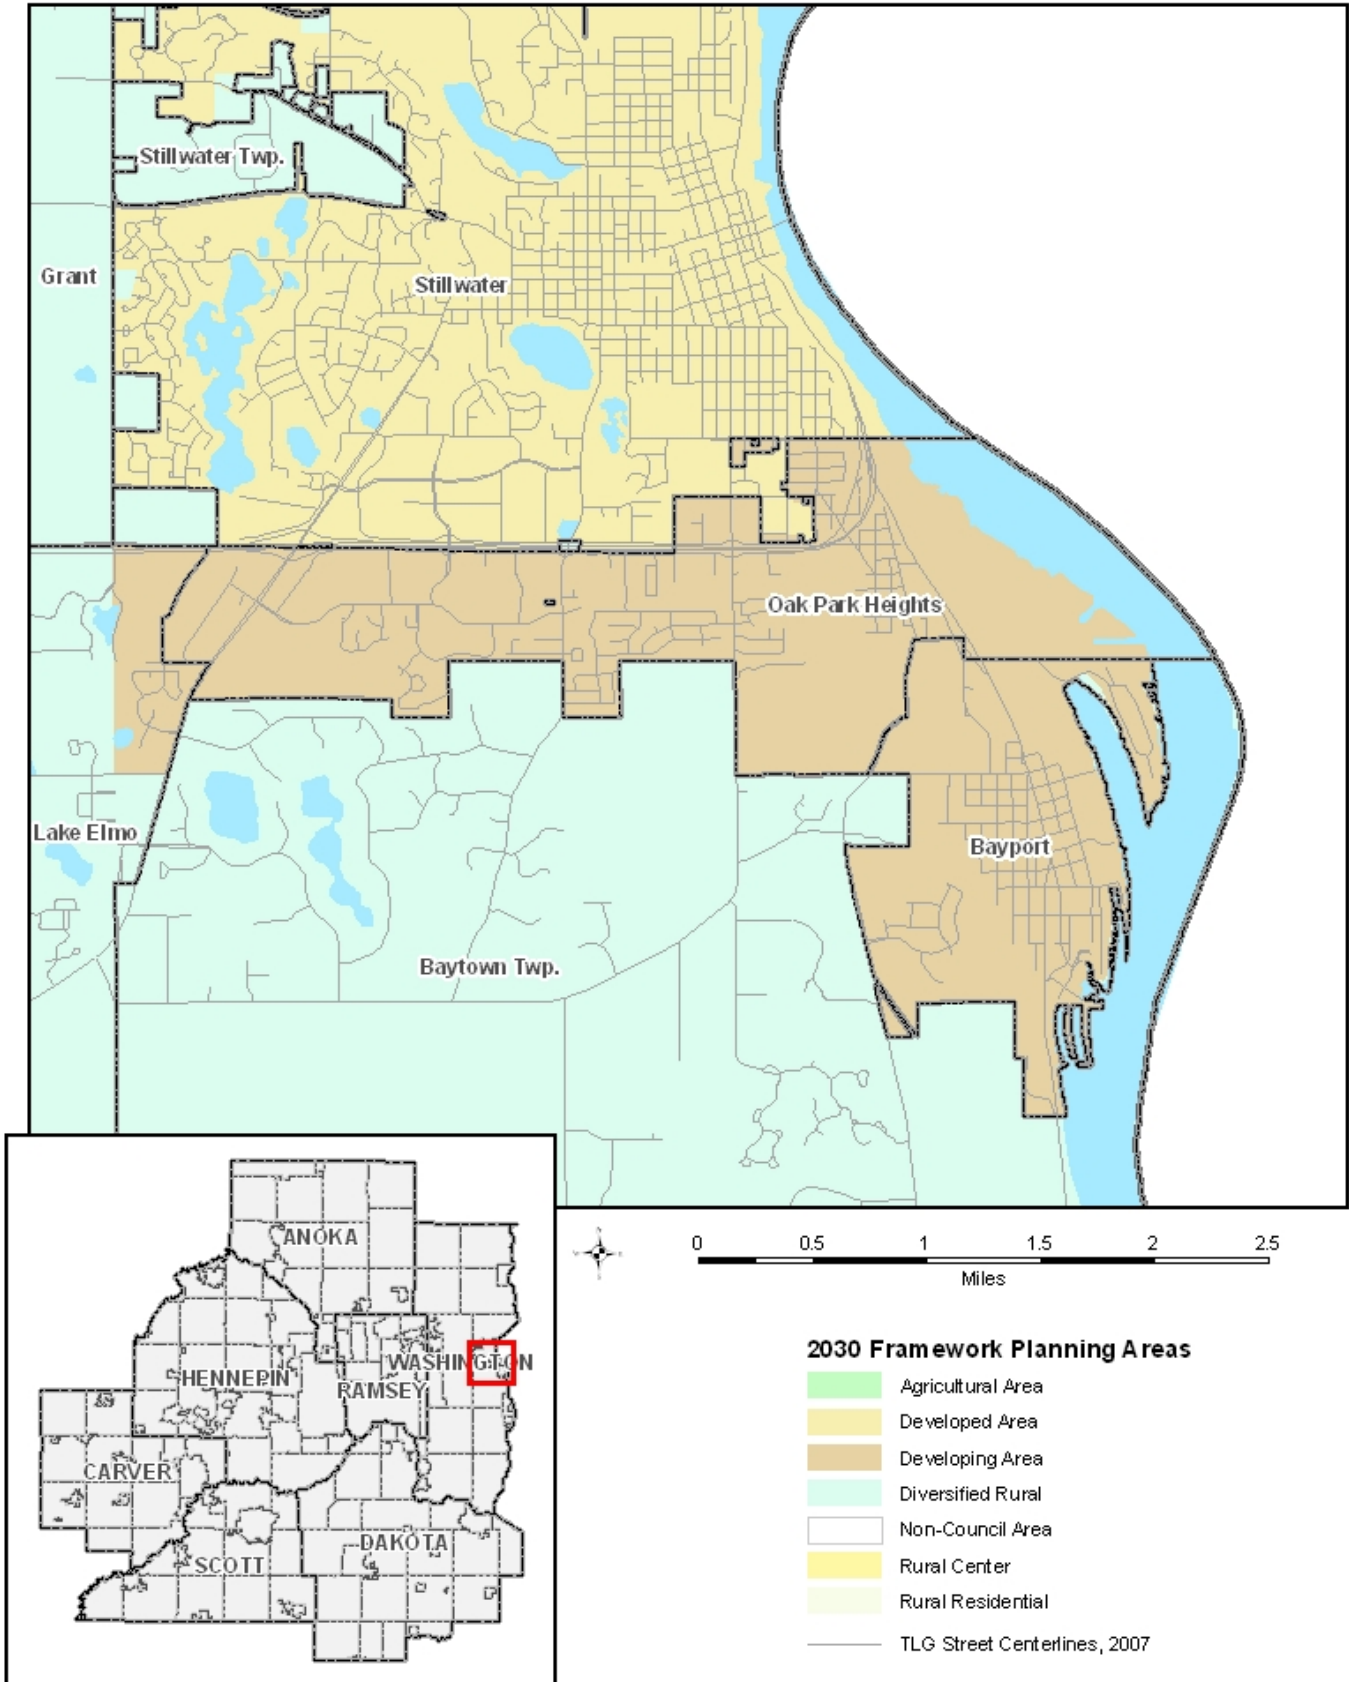 Stillwater Twp.
Grant
Stillwater
Oak Park Heights
Lake Elmo
Bayport
Baytown Twp.
ANOKA
HENNEPIN
WASHINGTON
RAMSEY
CARVER
SCOTT
DAKOTA
0 0.5 1 1.5 2 2.5
Miles
2030 Framework Planning Areas
Agricultural Area
Developed Area
Developing Area
Diversified Rural
Non-Council Area
Rural Center
Rural Residential
TLG Street Centerlines, 2007